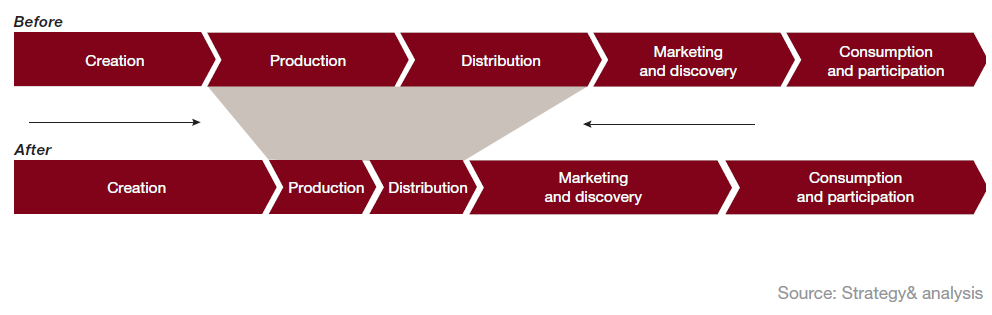 Before
Creation
Production
Distribution
Marketing
and discovery
Consumption
and participation
After
Creation
Production
Distribution
Marketing
and discovery
Consumption
and participation
Source: Strategy& analysis